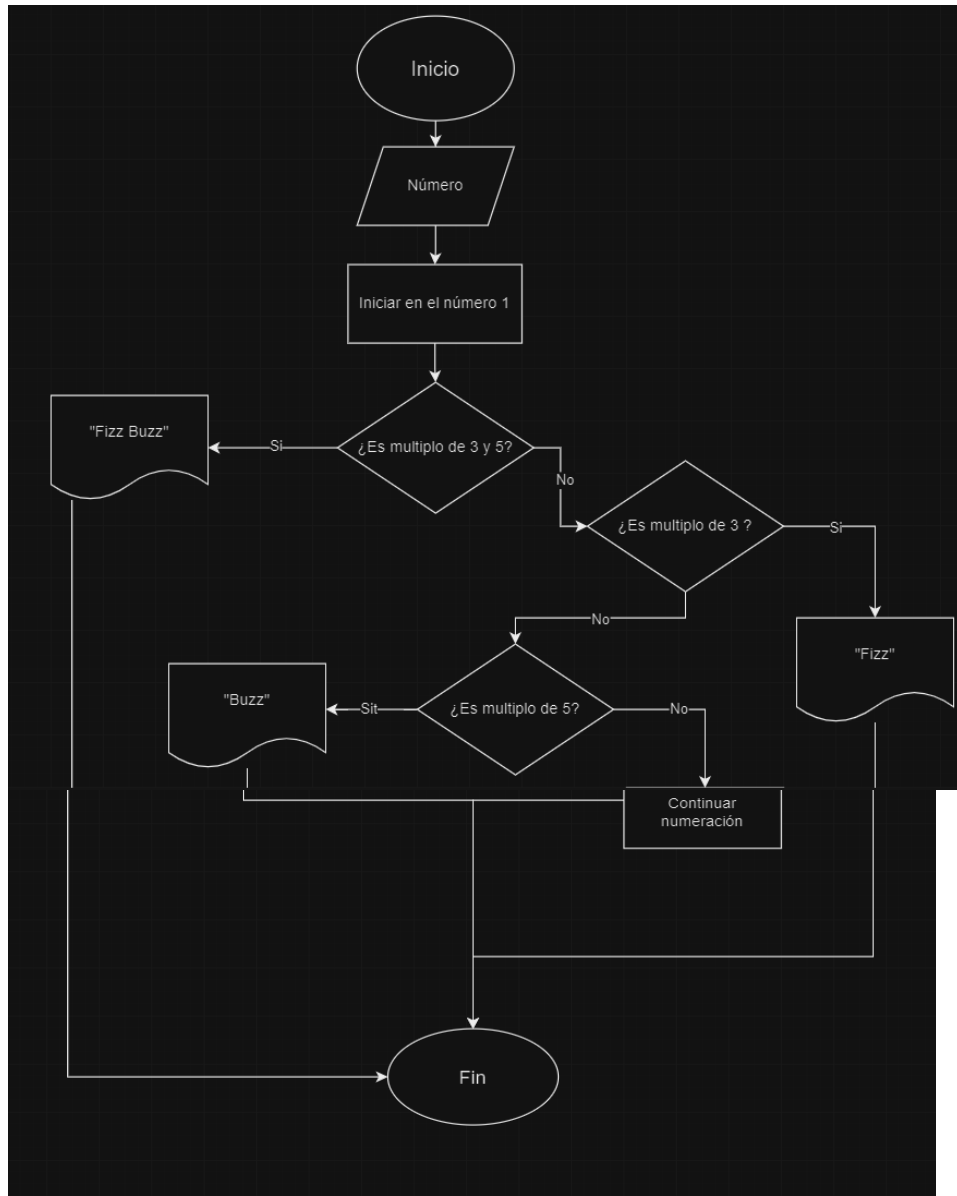 Inicio
Número
Iniciar en el número 1
¿Es multiplo de 3 y 5?
Si
"Fizz Buzz"
No
¿Es multiplo de 3 ?
Si
"Fizz"
No
¿Es multiplo de 5?
Sit
"Buzz"
No
Continuar
numeración
Fin